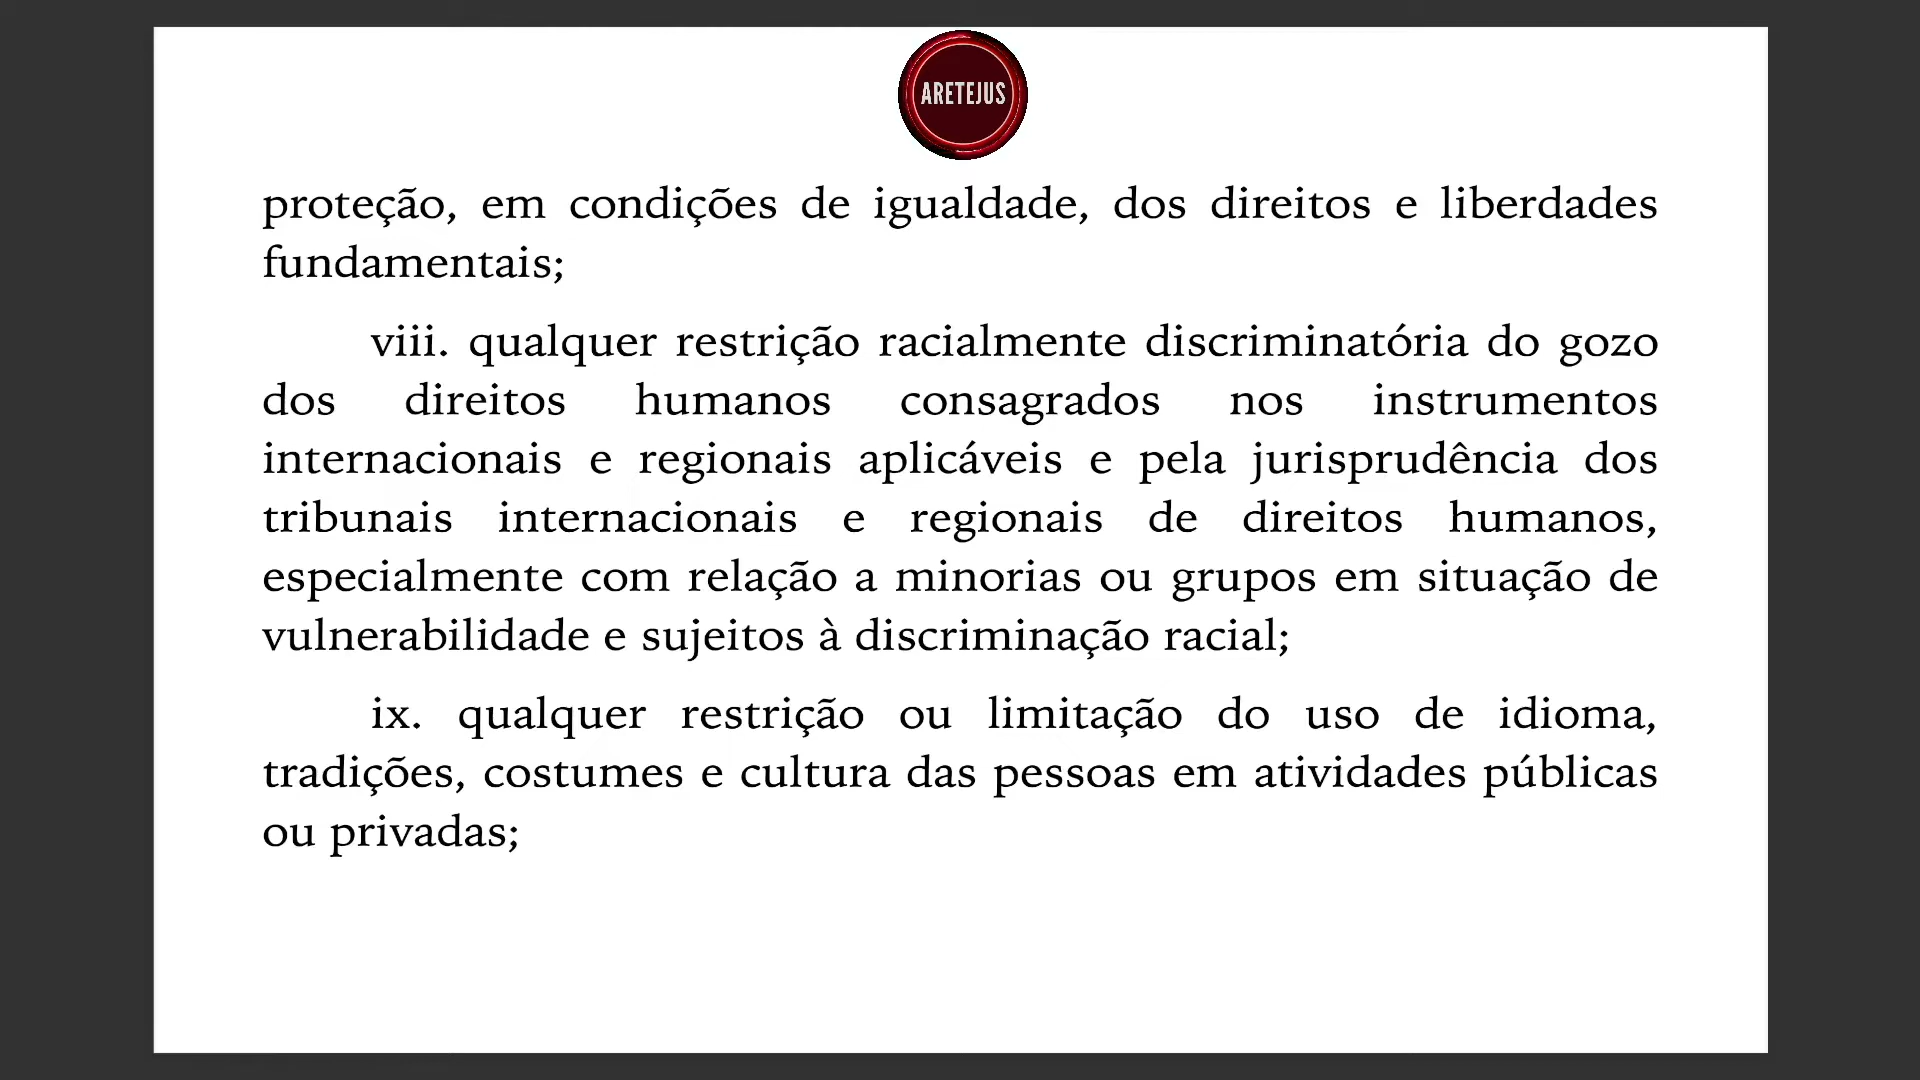 ARETEJUS
proteção, em condições de igualdade, dos direitos e liberdades
fundamentais;
viii. qualquer restrição racialmente discriminatória do gozo
dos direitos humanos consagrados nos instrumentos
internacionais e regionais aplicáveis e pela jurisprudência dos
tribunais internacionais e regionais de direitos humanos,
especialmente com relação a minorias ou grupos em situação de
vulnerabilidade e sujeitos à discriminação racial;
ix. qualquer restrição ou limitação do uso de idioma,
tradições, costumes e cultura das pessoas em atividades públicas
ou privadas;